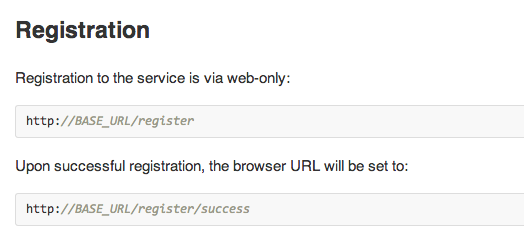 Registration
Registration to the service is via web-only:
http://BASE_URL/register
Upon successful registration, the browser URL will be set to:
http://BASE_URL/register/success